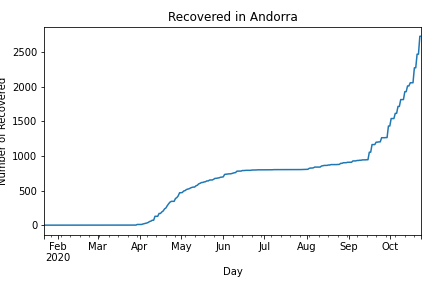 Recovered in Andorra
Number of Recovered
2500
2000
1500
1000
500
0
Feb Mar Apr May Jun Jul Aug Sep Oct
2020
Day